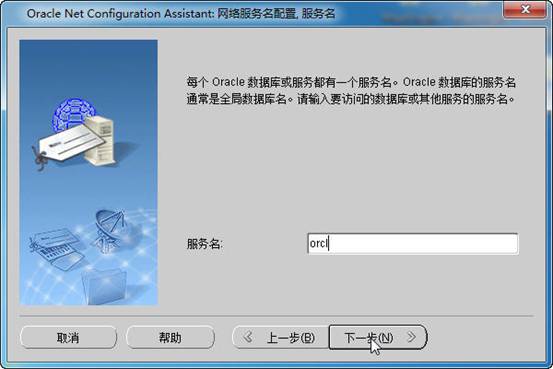 Oracle Net Configuration Assistant: 网络服务名配置, 服务名
每个 Oracle 数据库或服务都有一个服务名。Oracle 数据库的服务名
通常是全局数据库名。请输入要访问的数据库或其他服务的服务名。
服务名: orcl
取消 帮助 上一步(B) 下一步(N)